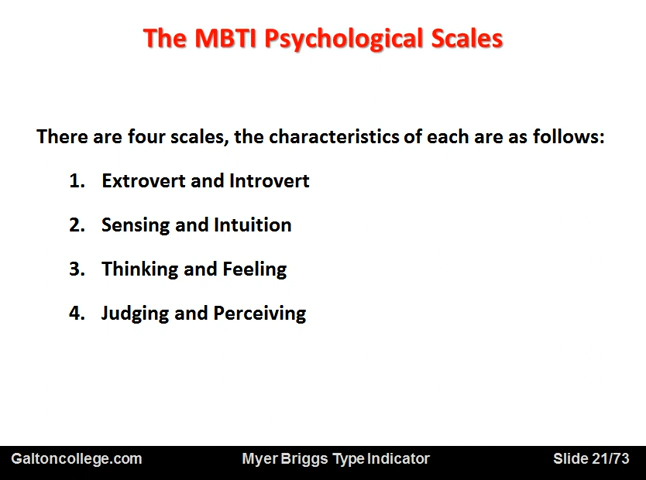 The MBTI Psychological Scales
There are four scales, the characteristics of each are as follows:
1. Extrovert and Introvert
2. Sensing and Intuition
3. Thinking and Feeling
4. Judging and Perceiving
Galtoncollege.com Myer Briggs Type Indicator Slide 21/73